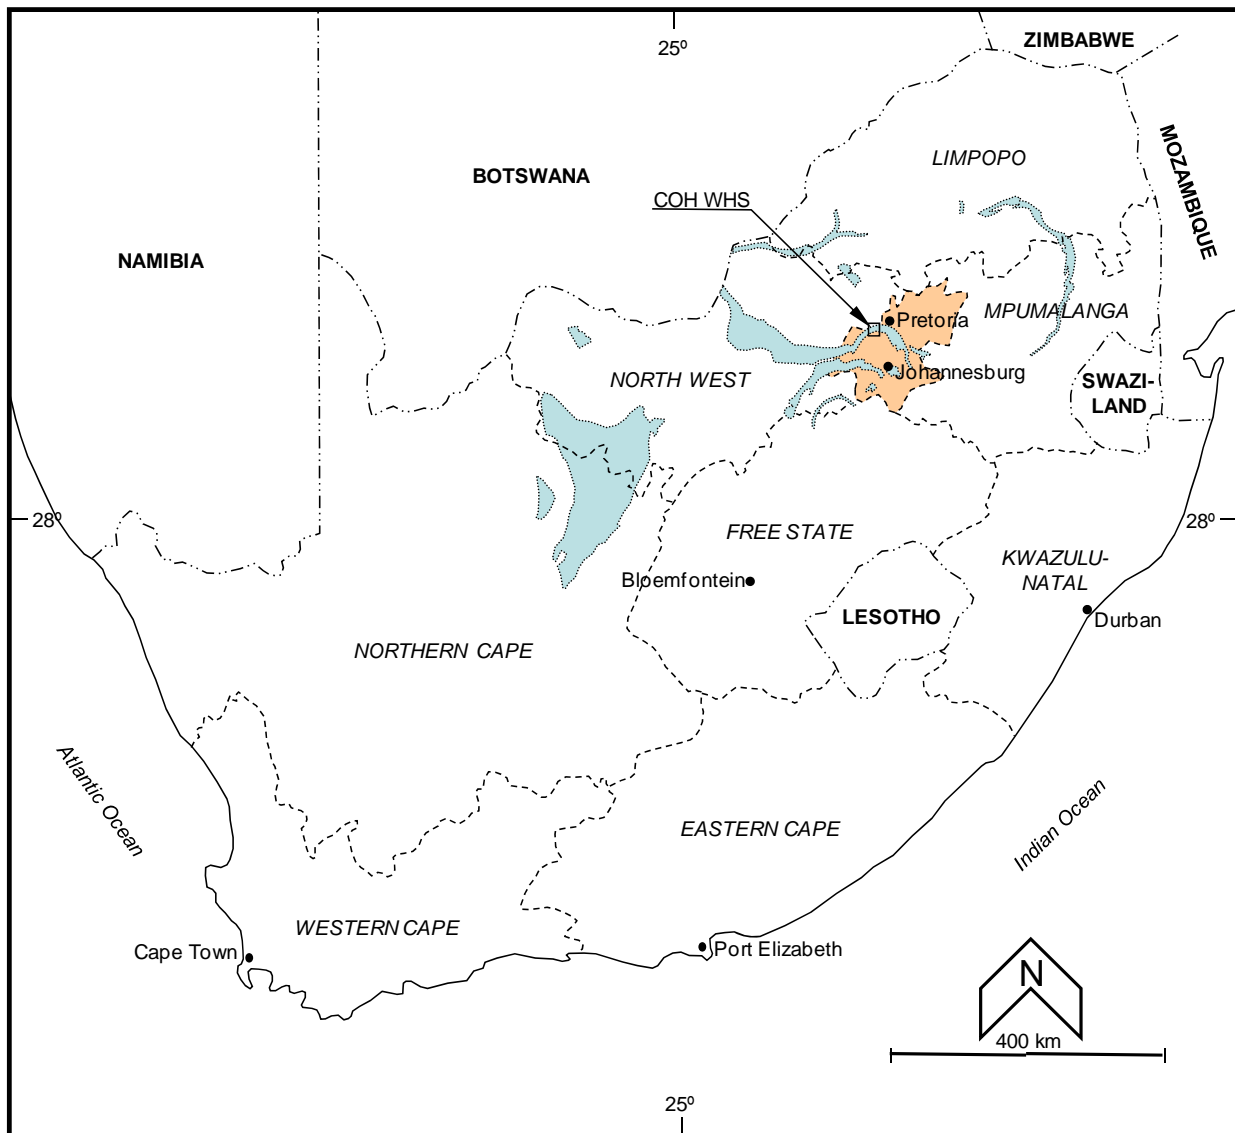 25º
ZIMBABWE
MOZAMBIQUE
LIMPOPO
BOTSWANA
COH WHS
NAMIBIA
MPUMALANGA
Pretoria
Johannesburg
NORTH WEST
SWAZI-
LAND
28º
28º
FREE STATE
KWAZULU-
NATAL
Bloemfontein
LESOTHO
Durban
NORTHERN CAPE
Atlantic Ocean
Indian Ocean
EASTERN CAPE
WESTERN CAPE
Cape Town
Port Elizabeth
N
400 km
25º